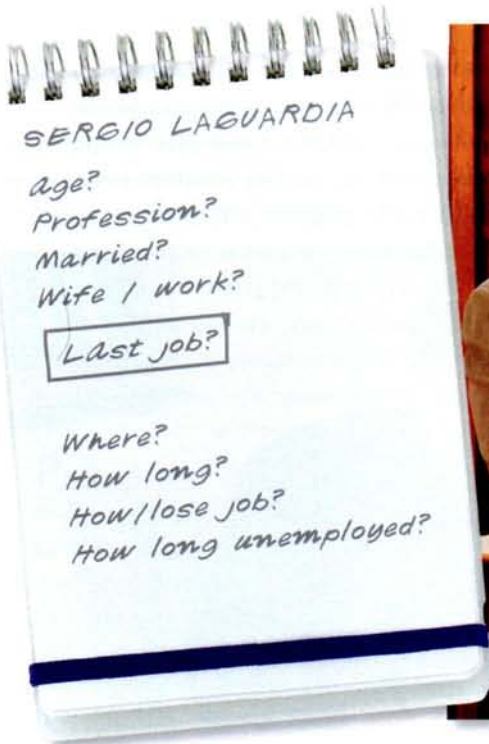 SERGIO LAGUARDIA
Age?
Profession?
Married?
Wife / work?
Last job?
Where?
How long?
How/lose job?
How long unemployed?